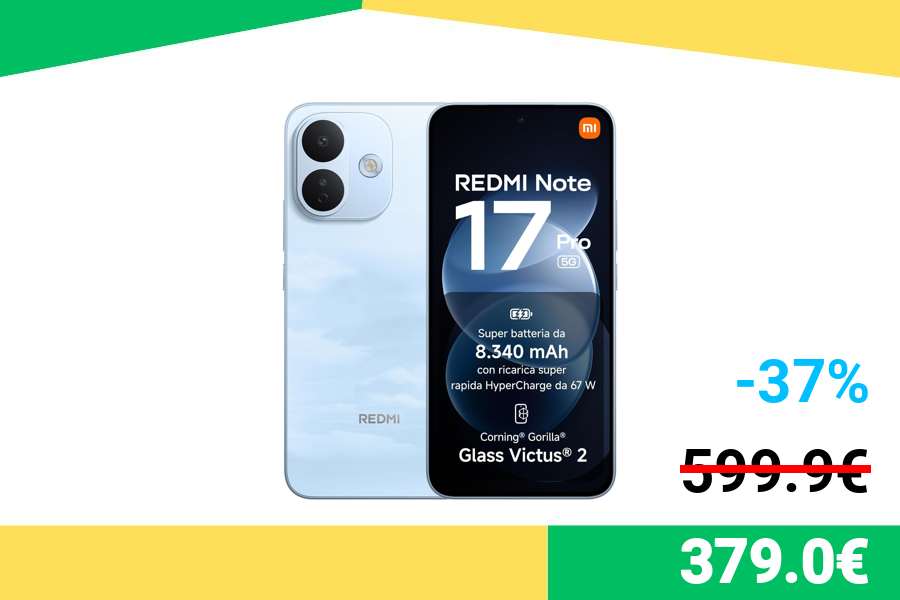 mi
REDMI Note
17
Pro
5G
Super batteria da
8.340 mAh
con ricarica super
rapida HyperCharge da 67 W
Corning® Gorilla®
Glass Victus® 2
REDMI
-37%
599.9€
379.0€